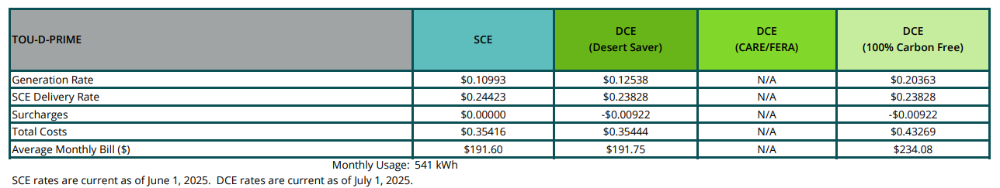 TOU-D-PRIME SCE DCE (Desert Saver) DCE (CARE/FERA) DCE (100% Carbon Free)
Generation Rate $0.10993 $0.12538 N/A $0.20363
SCE Delivery Rate $0.24423 $0.23828 N/A $0.23828
Surcharges $0.00000 -$0.00922 N/A -$0.00922
Total Costs $0.35416 $0.35444 N/A $0.43269
Average Monthly Bill ($) $191.60 $191.75 N/A $234.08
Monthly Usage: 541 kWh
SCE rates are current as of June 1, 2025. DCE rates are current as of July 1, 2025.